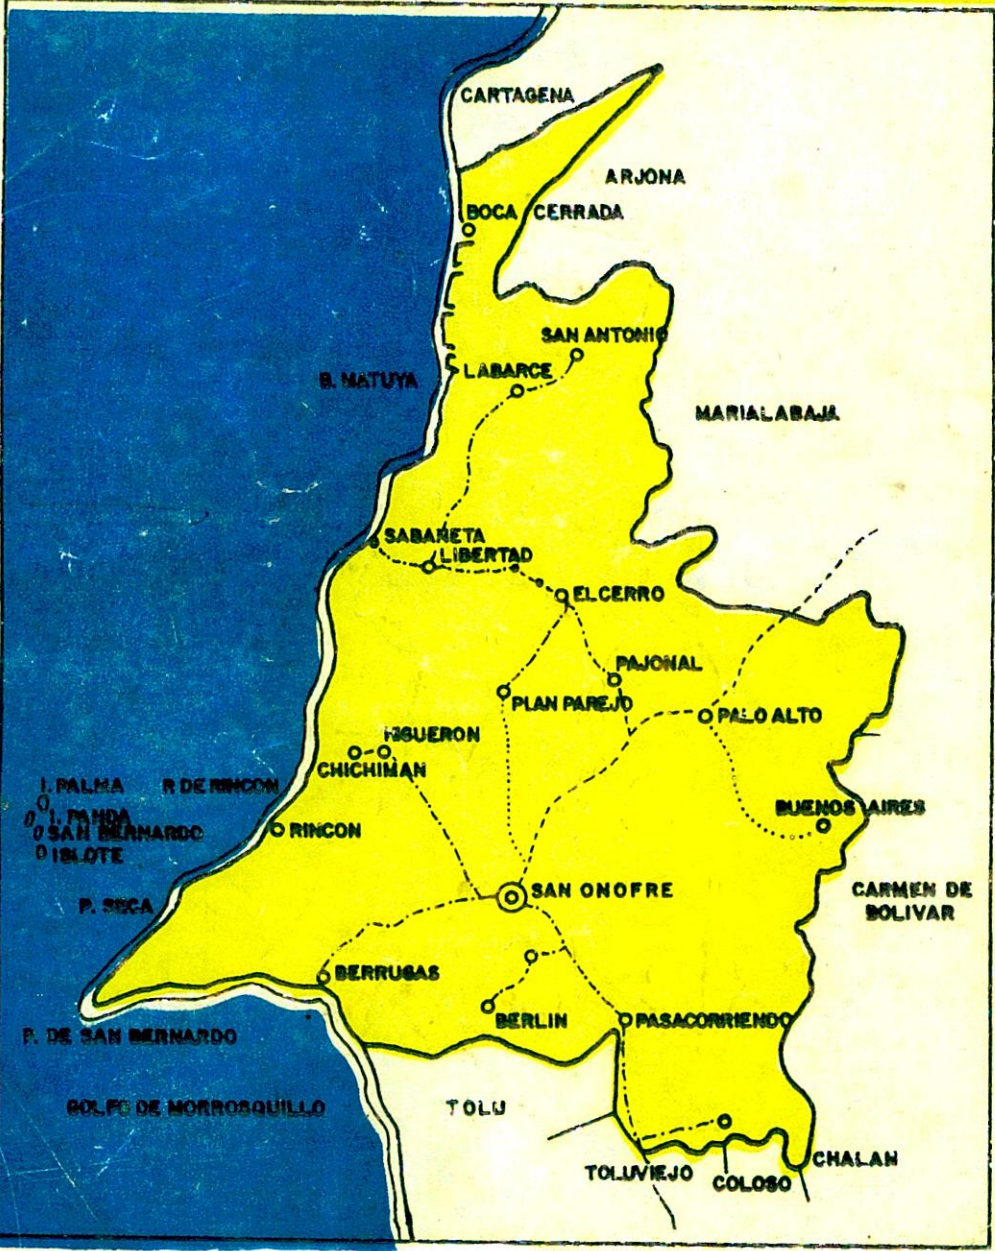 CARTAGENA
ARJONA
BOCA CERRADA
SAN ANTONIO
B. MATUYA
LABARCE
MARIALABAJA
SABANETA
LIBERTAD
EL CERRO
PAJONAL
PLAN PAREJO
PALO ALTO
HIGUERON
CHICHIMAN
I. PALMA
P. DE RINCON
I. PANDA
SAN BERNARDO
ISLOTE
RINCON
BUENOS AIRES
SAN ONOFRE
CARMEN DE
BOLIVAR
P. SECA
BERRUGAS
BERLIN
PASACORRIENDO
P. DE SAN BERNARDO
GOLFO DE MORROSQUILLO
TOLU
CHALAN
TOLUVIEJO
COLOSO